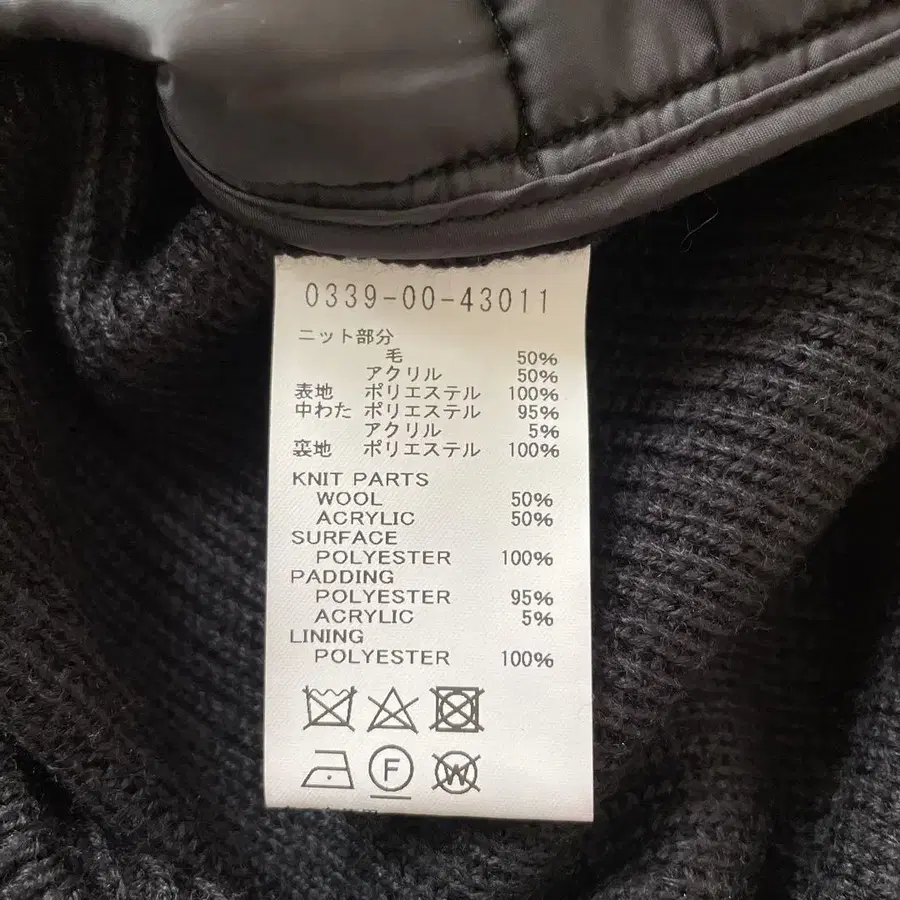 0339-00-43011
ニット部分
毛 50%
アクリル 50%
表地 ポリエステル 100%
中わた ポリエステル 95%
アクリル 5%
裏地 ポリエステル 100%
KNIT PARTS
WOOL 50%
ACRYLIC 50%
SURFACE
POLYESTER 100%
PADDING
POLYESTER 95%
ACRYLIC 5%
LINING
POLYESTER 100%
F W